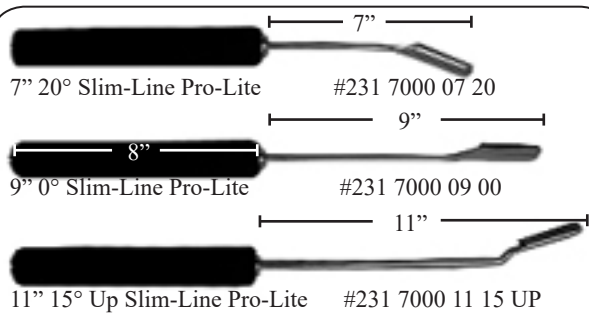 7”
7” 20° Slim-Line Pro-Lite #231 7000 07 20
9”
8”
9” 0° Slim-Line Pro-Lite #231 7000 09 00
11”
11” 15° Up Slim-Line Pro-Lite #231 7000 11 15 UP